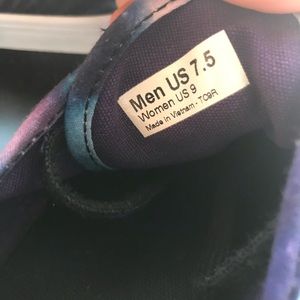 Men US 7.5
Women US 9
Made in Vietnam - TC9R